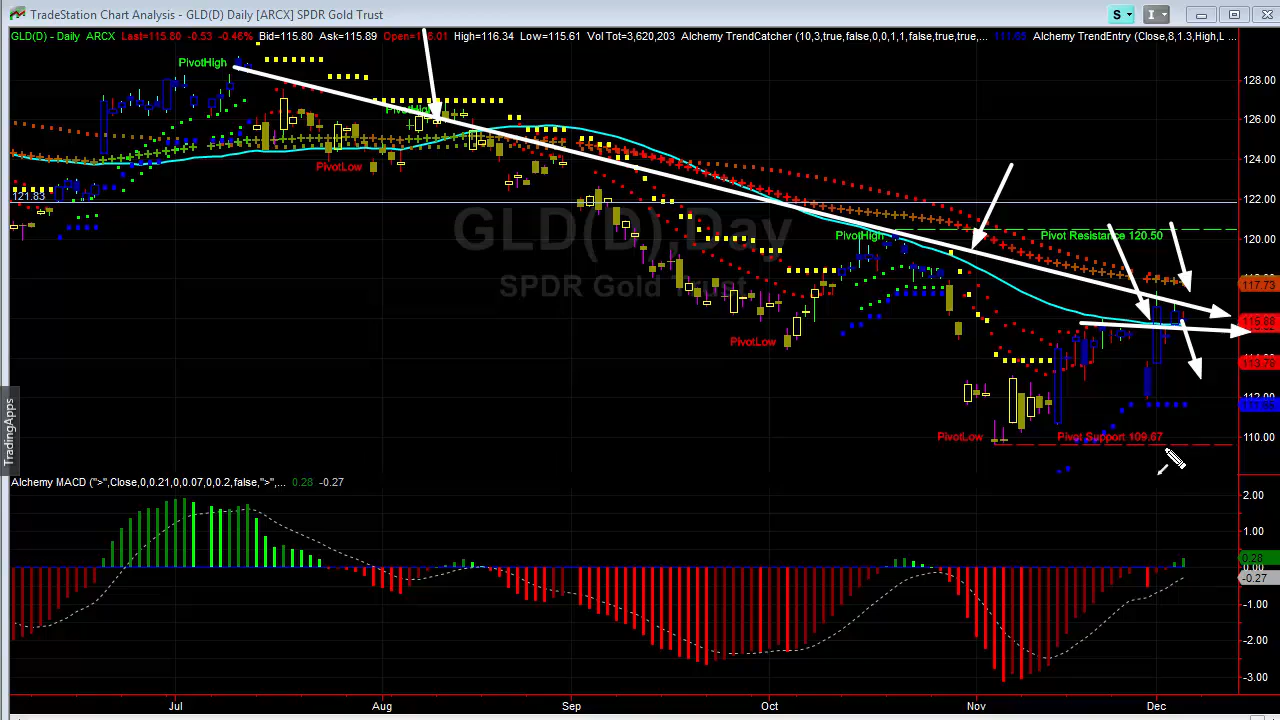 TradeStation Chart Analysis - GLD(D) Daily [ARCX] SPDR Gold Trust
S
I
GLD(D) - Daily ARCX Last=115.80 -0.53 -0.46% Bid=115.80 Ask=115.89 High=116.34 Low=115.61 Vol Tot=3,620,203 Alchemy TrendCatcher (10,3,true,false,0,0,1,1,false,true,true,... Alchemy TrendEntry (Close,8,1.3,High,L ...
PivotHigh
128.00
126.00
PivotLow
124.00
121.83
122.00
GLD(D),Day
PivotHigh
Pivot Resistance 120.50
120.00
SPDR Gold Trust
117.73
PivotLow
113.78
112.00
TradingApps
PivotLow
Pivot Support 109.67
110.00
Alchemy MACD (">",Close,0,0.21,0,0.07,0,0.2,false,">",... 0.28 -0.27
2.00
1.00
0.28
0.00
-0.27
-1.00
-2.00
-3.00
Jul Aug Sep Oct Nov Dec